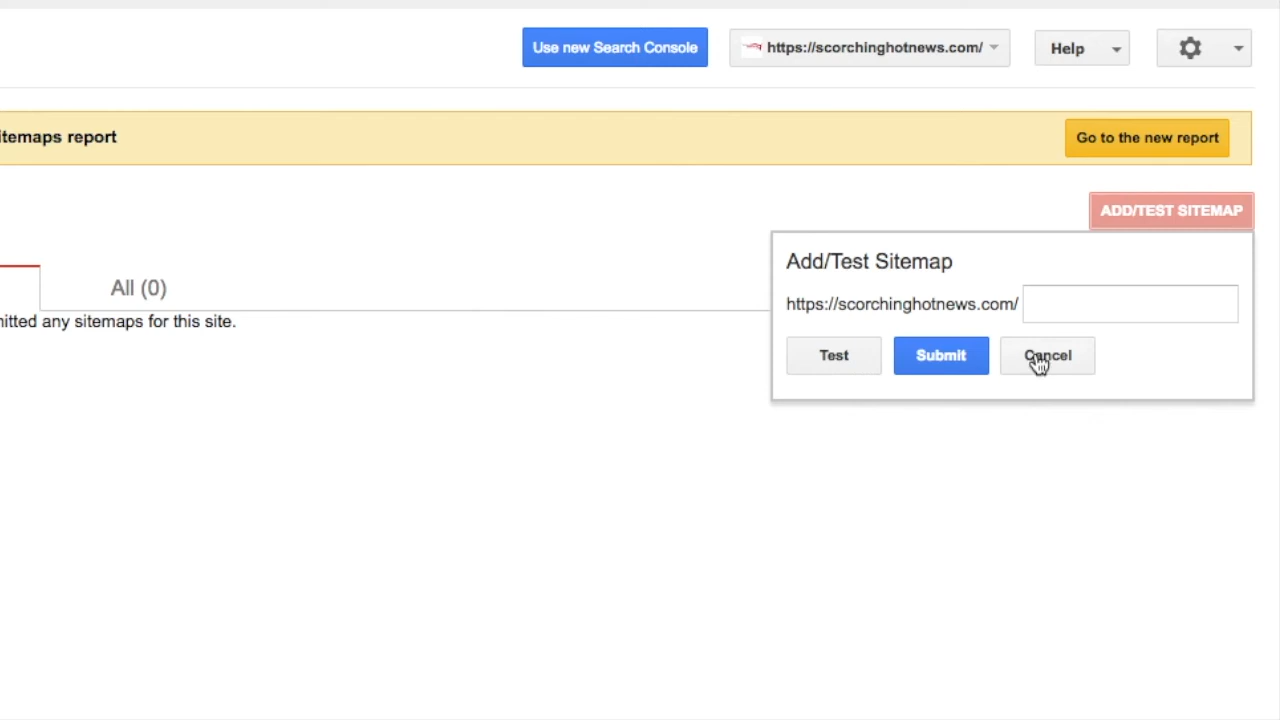 Use new Search Console
https://scorchinghotnews.com/
Help
itemaps report
Go to the new report
ADD/TEST SITEMAP
Add/Test Sitemap
https://scorchinghotnews.com/
Test
Submit
Cancel
All (0)
nitted any sitemaps for this site.